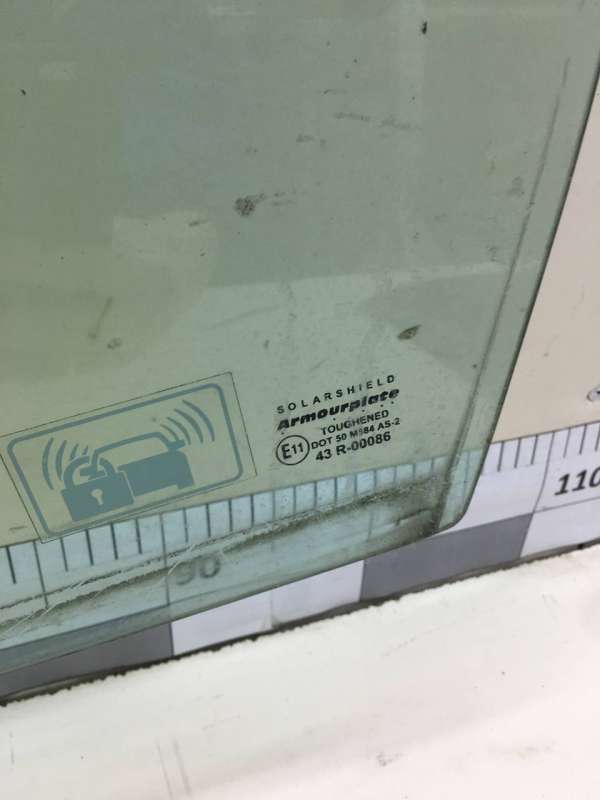 SOLARSHIELD
Armourplate
TOUGHENED
E11 DOT 50 M684 AS-2
43 R-00086
90
110